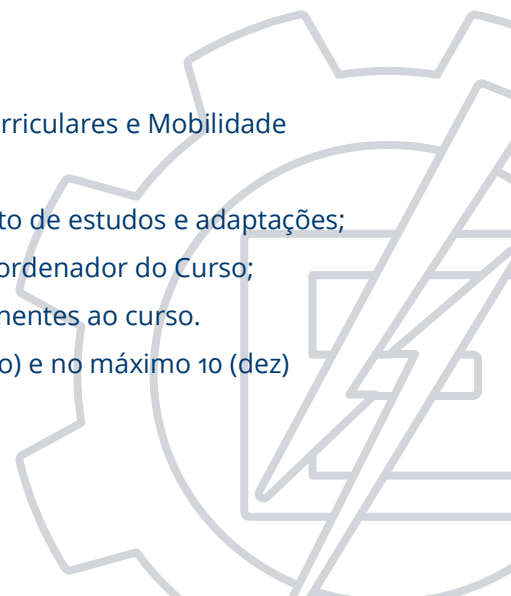 rriculares e Mobilidade
to de estudos e adaptações;
ordenador do Curso;
nentes ao curso.
o) e no máximo 10 (dez)